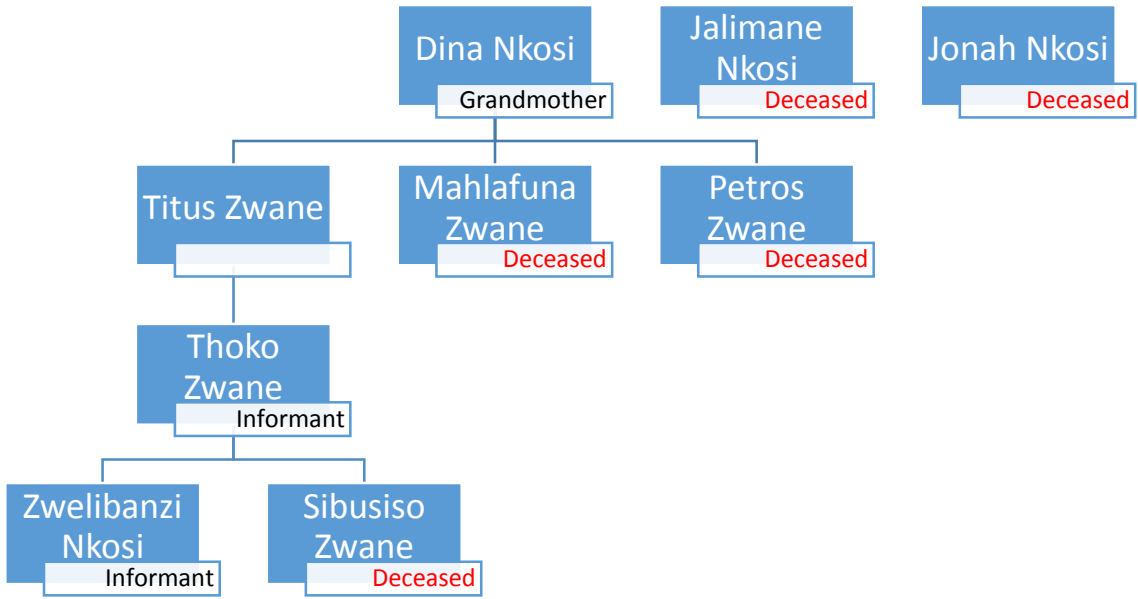 Dina Nkosi
Grandmother
Jalimane
Nkosi
Deceased
Jonah Nkosi
Deceased
Titus Zwane
Mahlafuna
Zwane
Deceased
Petros
Zwane
Deceased
Thoko
Zwane
Informant
Zwelibanzi
Nkosi
Informant
Sibusiso
Zwane
Deceased